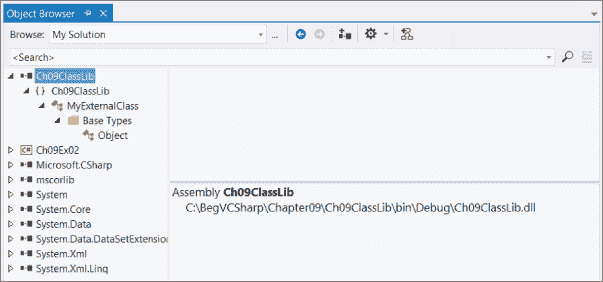 Object Browser
Browse: My Solution ...
<Search>
Ch09ClassLib
{ } Ch09ClassLib
MyExternalClass
Base Types
Object
C# Ch09Ex02
Microsoft.CSharp
mscorlib
System
System.Core
System.Data
System.Data.DataSetExtension
System.Xml
System.Xml.Linq
Assembly Ch09ClassLib
C:\BegVCSharp\Chapter09\Ch09ClassLib\bin\Debug\Ch09ClassLib.dll